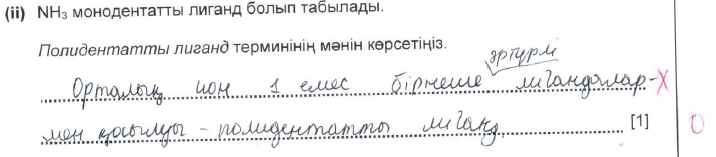 (ii) NH₃ монодентатты лиганд болып табылады.
Полидентатты лиганд терминінің мәнін көрсетіңіз.
әртүрлі
Орталық ион 1 емес бірнеше лигандалар- X
мен қосылуы – полидентатты лиганд. [1] 0